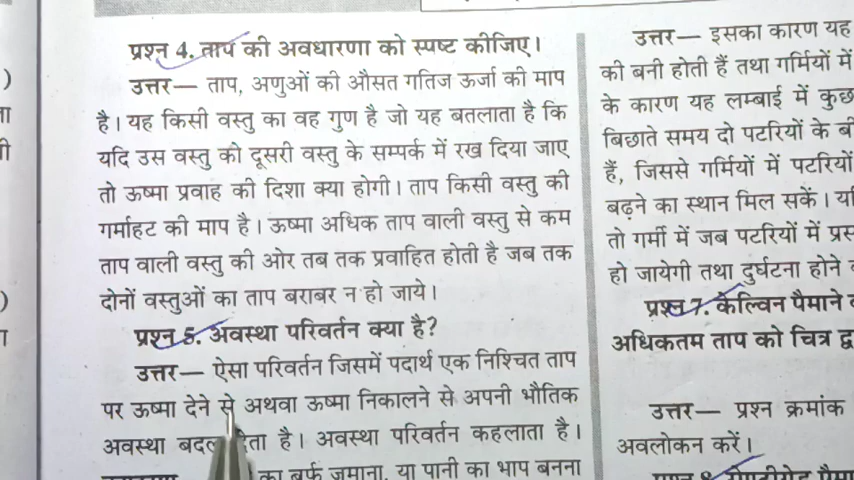 प्रश्न 4. ताप की अवधारणा को स्पष्ट कीजिए।
उत्तर— ताप, अणुओं की औसत गतिज ऊर्जा की माप
है। यह किसी वस्तु का वह गुण है जो यह बतलाता है कि
यदि उस वस्तु को दूसरी वस्तु के सम्पर्क में रख दिया जाए
तो ऊष्मा प्रवाह की दिशा क्या होगी। ताप किसी वस्तु की
गर्माहट की माप है। ऊष्मा अधिक ताप वाली वस्तु से कम
ताप वाली वस्तु की ओर तब तक प्रवाहित होती है जब तक
दोनों वस्तुओं का ताप बराबर न हो जाये।
प्रश्न 5. अवस्था परिवर्तन क्या है?
उत्तर— ऐसा परिवर्तन जिसमें पदार्थ एक निश्चित ताप
पर ऊष्मा देने से अथवा ऊष्मा निकालने से अपनी भौतिक
अवस्था है। अवस्था परिवर्तन कहलाता है।
का बर्फ जमाना, या पानी का भाप बनना
उत्तर— इसका कारण यह
की बनी होती हैं तथा गर्मियों में
के कारण यह लम्बाई में कुछ
बिछाते समय दो पटरियों के
हैं, जिससे गर्मियों में पटरियों
बढ़ने का स्थान मिल सकें।
तो गर्मी में जब पटरियों में
हो जायेगी तथा दुर्घटना होने
प्रश्न 7. केल्विन पैमाने
अधिकतम ताप को चित्र
उत्तर— प्रश्न क्रमांक
अवलोकन करें।